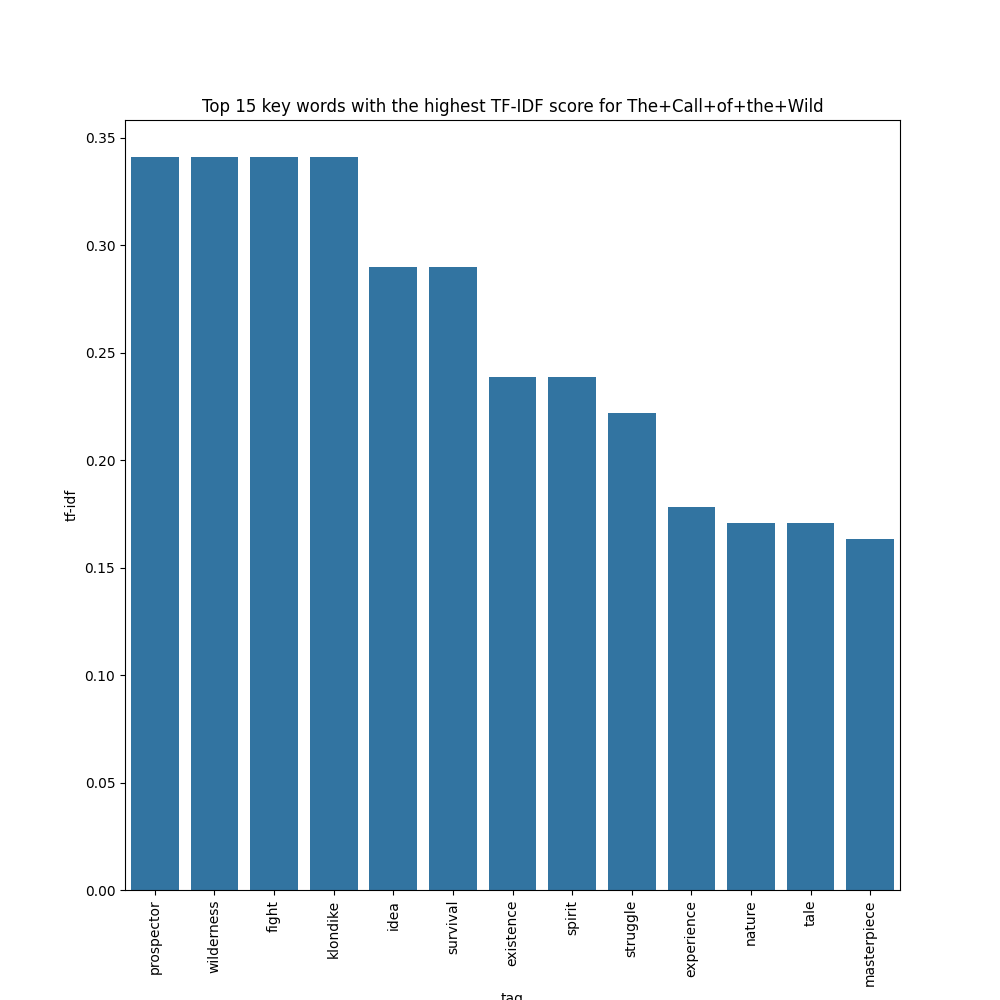 Top 15 key words with the highest TF-IDF score for The+Call+of+the+Wild
0.35
0.30
0.25
0.20
0.15
0.10
0.05
0.00
tf-idf
prospector
wilderness
fight
klondike
idea
survival
existence
spirit
struggle
experience
nature
tale
masterpiece
tag